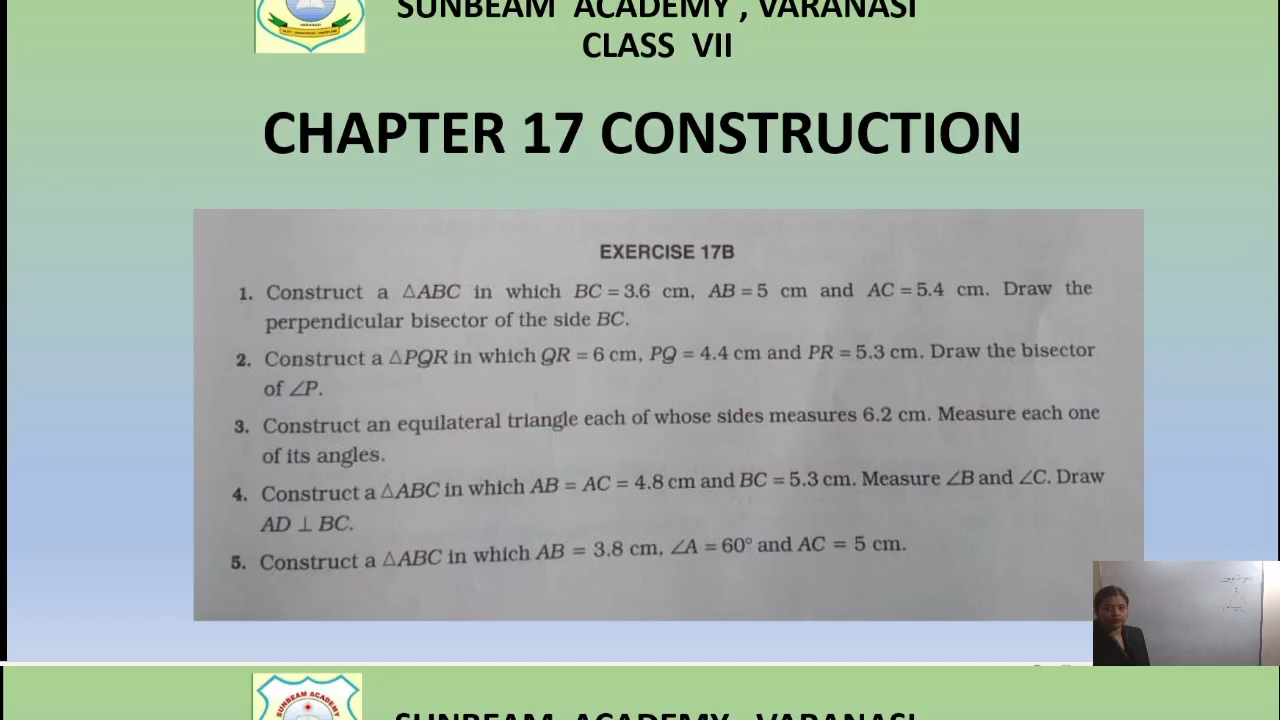 SUNBEAM ACADEMY , VARANASI
CLASS VII
CHAPTER 17 CONSTRUCTION
EXERCISE 17B
1. Construct a △ABC in which BC = 3.6 cm, AB = 5 cm and AC = 5.4 cm. Draw the
perpendicular bisector of the side BC.
2. Construct a △PQR in which QR = 6 cm, PQ = 4.4 cm and PR = 5.3 cm. Draw the bisector
of ∠P.
3. Construct an equilateral triangle each of whose sides measures 6.2 cm. Measure each one
of its angles.
4. Construct a △ABC in which AB = AC = 4.8 cm and BC = 5.3 cm. Measure ∠B and ∠C. Draw
AD ⊥ BC.
5. Construct a △ABC in which AB = 3.8 cm, ∠A = 60° and AC = 5 cm.
SUNBEAM ACADEMY
SUNBEAM ACADEMY , VARANASI